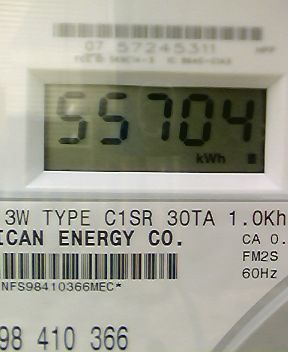 07 57245311
55704
kWh
3W TYPE C1SR 30TA 1.0Kh
ICAN ENERGY CO.
CA 0.
FM2S
60Hz
*NFS98410366MEC*
98 410 366